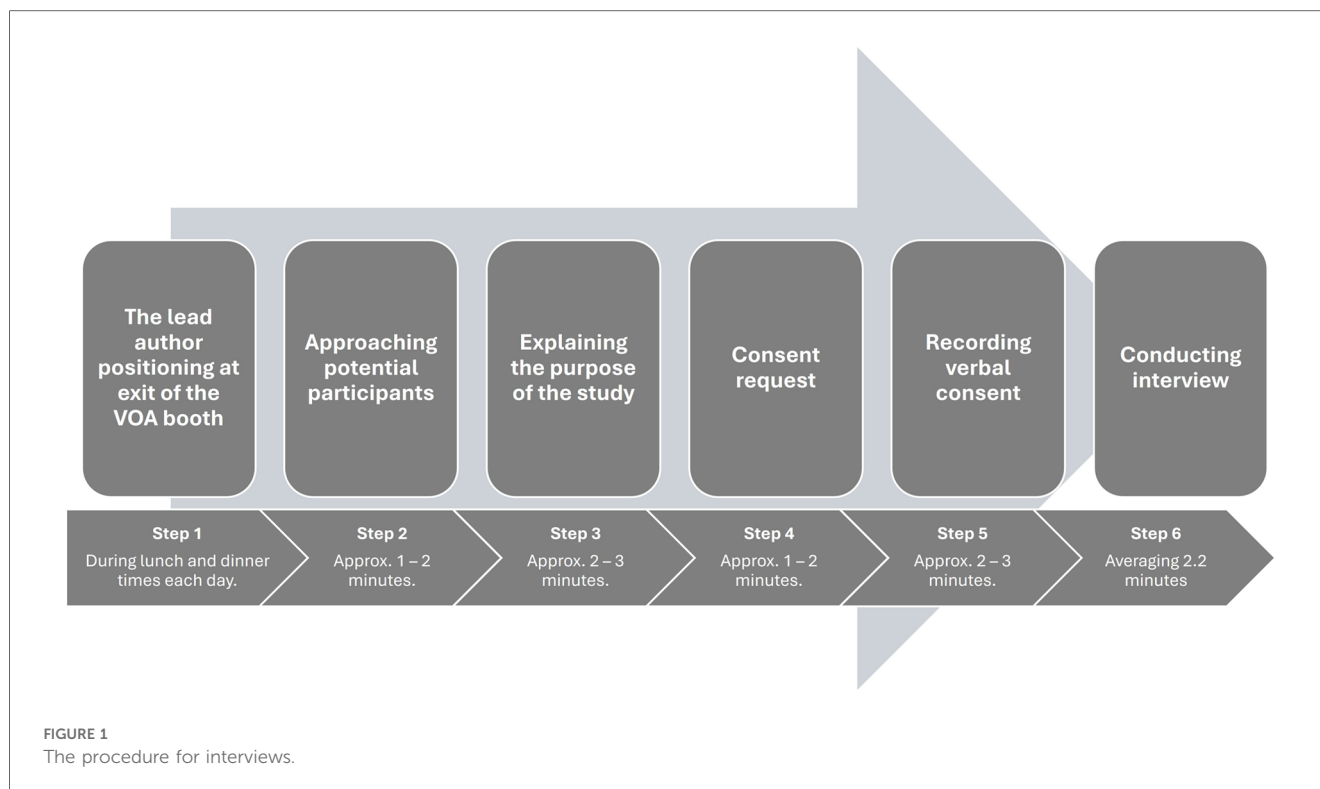 The lead
author
positioning at
exit of the
VOA booth
Approaching
potential
participants
Explaining
the purpose
of the study
Consent
request
Recording
verbal
consent
Conducting
interview
Step 1
During lunch and dinner
times each day.
Step 2
Approx. 1 – 2
minutes.
Step 3
Approx. 2 – 3
minutes.
Step 4
Approx. 1 – 2
minutes.
Step 5
Approx. 2 – 3
minutes.
Step 6
Averaging 2.2
minutes
FIGURE 1
The procedure for interviews.